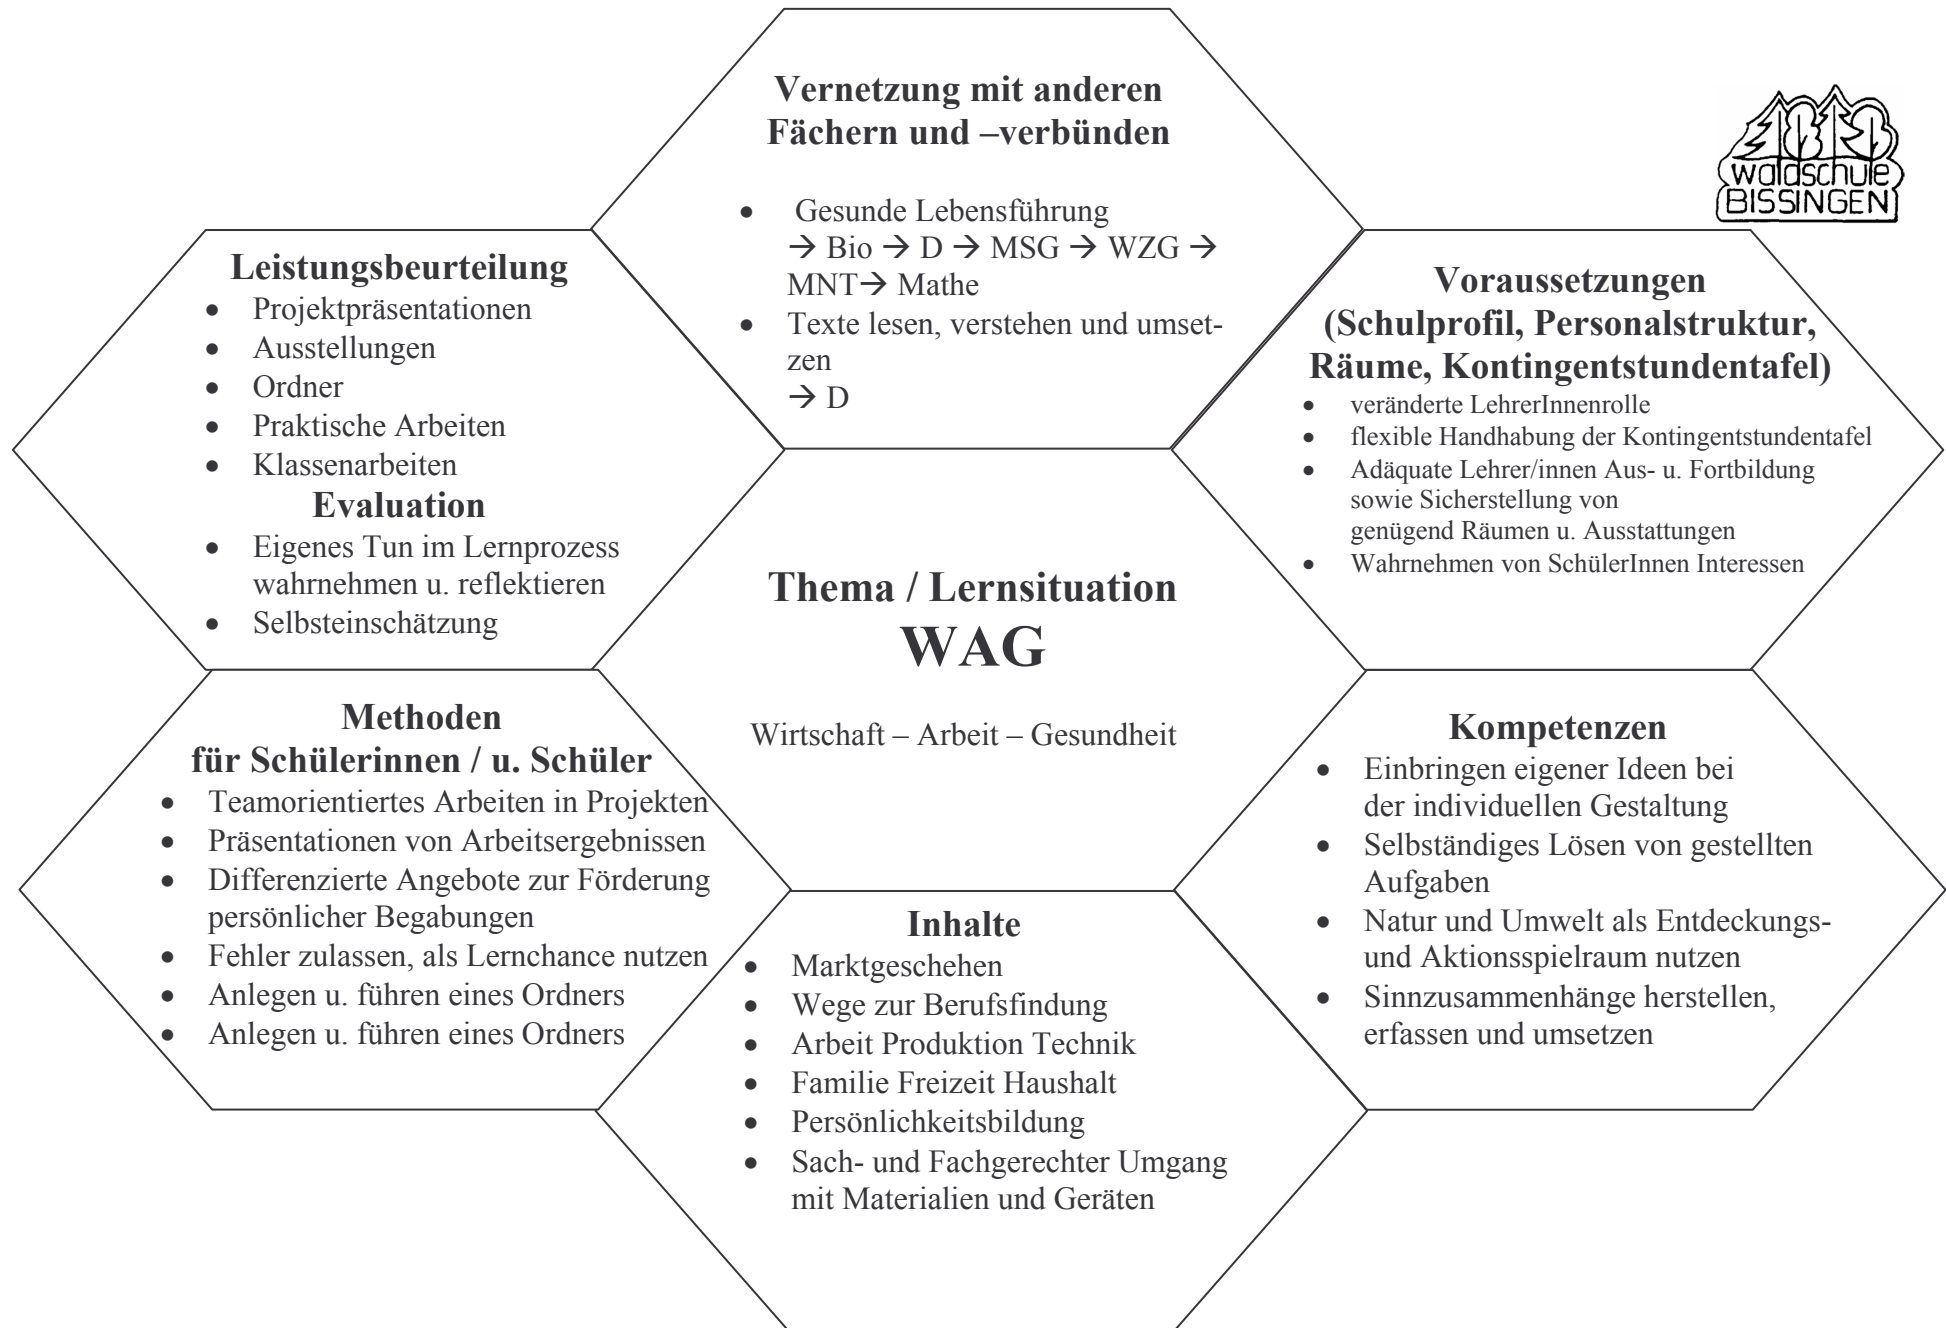 Vernetzung mit anderen
Fächern und –verbünden
• Gesunde Lebensführung
→ Bio → D → MSG → WZG →
MNT→ Mathe
• Texte lesen, verstehen und umset-
zen
→ D
waldschule
BISSINGEN
Leistungsbeurteilung
• Projektpräsentationen
• Ausstellungen
• Ordner
• Praktische Arbeiten
• Klassenarbeiten
Evaluation
• Eigenes Tun im Lernprozess
wahrnehmen u. reflektieren
• Selbsteinschätzung
Voraussetzungen
(Schulprofil, Personalstruktur,
Räume, Kontingentstundentafel)
• veränderte LehrerInnenrolle
• flexible Handhabung der Kontingentstundentafel
• Adäquate Lehrer/innen Aus- u. Fortbildung
sowie Sicherstellung von
genügend Räumen u. Ausstattungen
• Wahrnehmen von SchülerInnen Interessen
Thema / Lernsituation
WAG
Wirtschaft – Arbeit – Gesundheit
Methoden
für Schülerinnen / u. Schüler
• Teamorientiertes Arbeiten in Projekten
• Präsentationen von Arbeitsergebnissen
• Differenzierte Angebote zur Förderung
persönlicher Begabungen
• Fehler zulassen, als Lernchance nutzen
• Anlegen u. führen eines Ordners
• Anlegen u. führen eines Ordners
Kompetenzen
• Einbringen eigener Ideen bei
der individuellen Gestaltung
• Selbständiges Lösen von gestellten
Aufgaben
• Natur und Umwelt als Entdeckungs-
und Aktionsspielraum nutzen
• Sinnzusammenhänge herstellen,
erfassen und umsetzen
Inhalte
• Marktgeschehen
• Wege zur Berufsfindung
• Arbeit Produktion Technik
• Familie Freizeit Haushalt
• Persönlichkeitsbildung
• Sach- und Fachgerechter Umgang
mit Materialien und Geräten